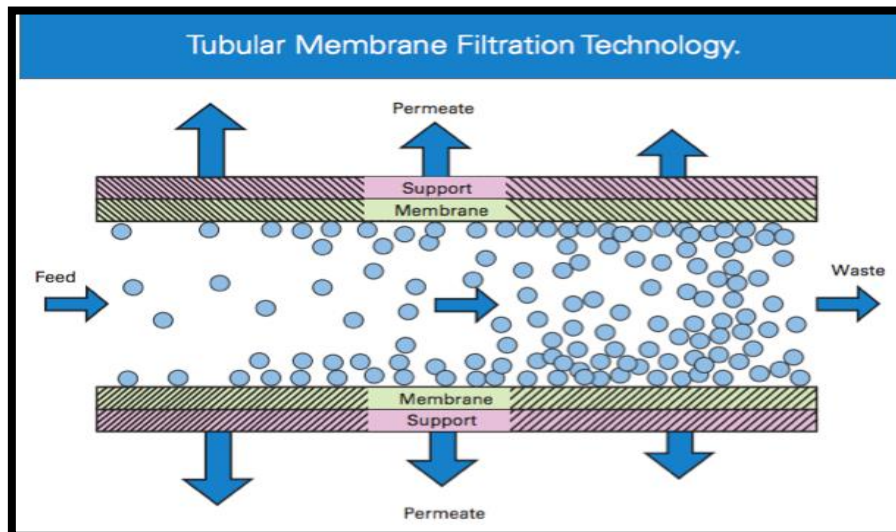 Tubular Membrane Filtration Technology.
Permeate
Support
Membrane
Feed
Waste
Membrane
Support
Permeate